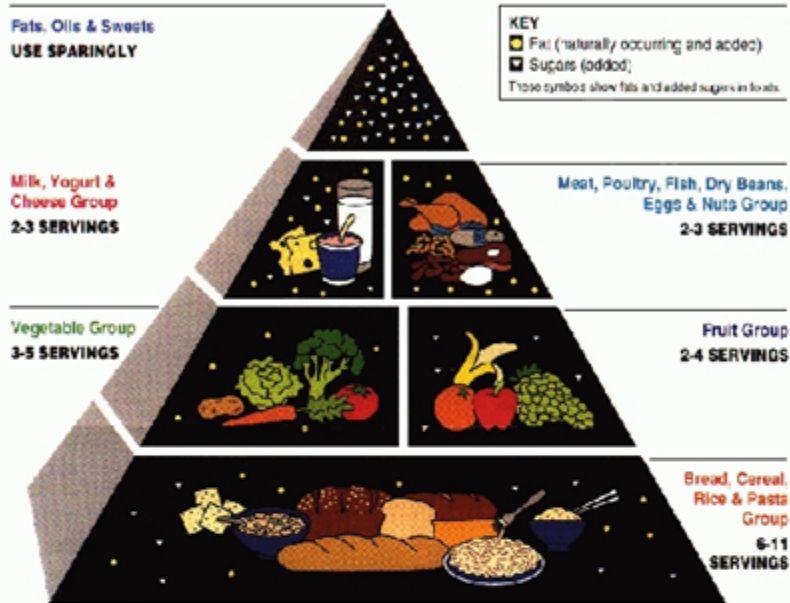 Fats, Oils & Sweets
USE SPARINGLY
KEY
Fat (naturally occurring and added)
Sugars (added)
These symbols show fats and added sugars in foods.
Milk, Yogurt &
Cheese Group
2-3 SERVINGS
Meat, Poultry, Fish, Dry Beans,
Eggs & Nuts Group
2-3 SERVINGS
Vegetable Group
3-5 SERVINGS
Fruit Group
2-4 SERVINGS
Bread, Cereal,
Rice & Pasta
Group
6-11
SERVINGS